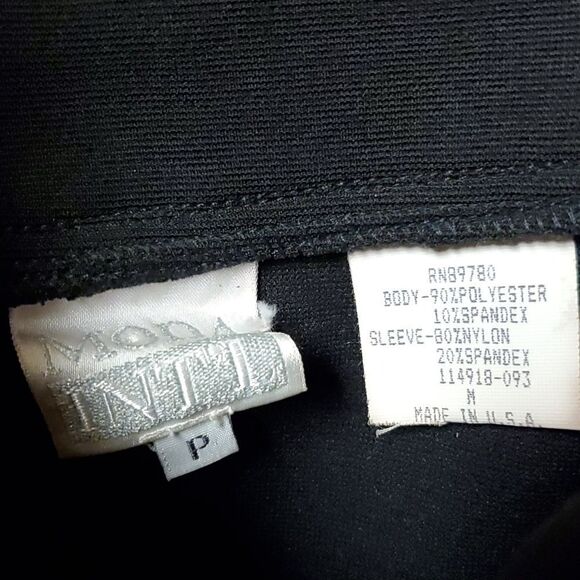 MODA
INTL
P
RN89780
BODY-90%POLYESTER
10%SPANDEX
SLEEVE-80%NYLON
20%SPANDEX
114918-093
M
MADE IN U.S.A.